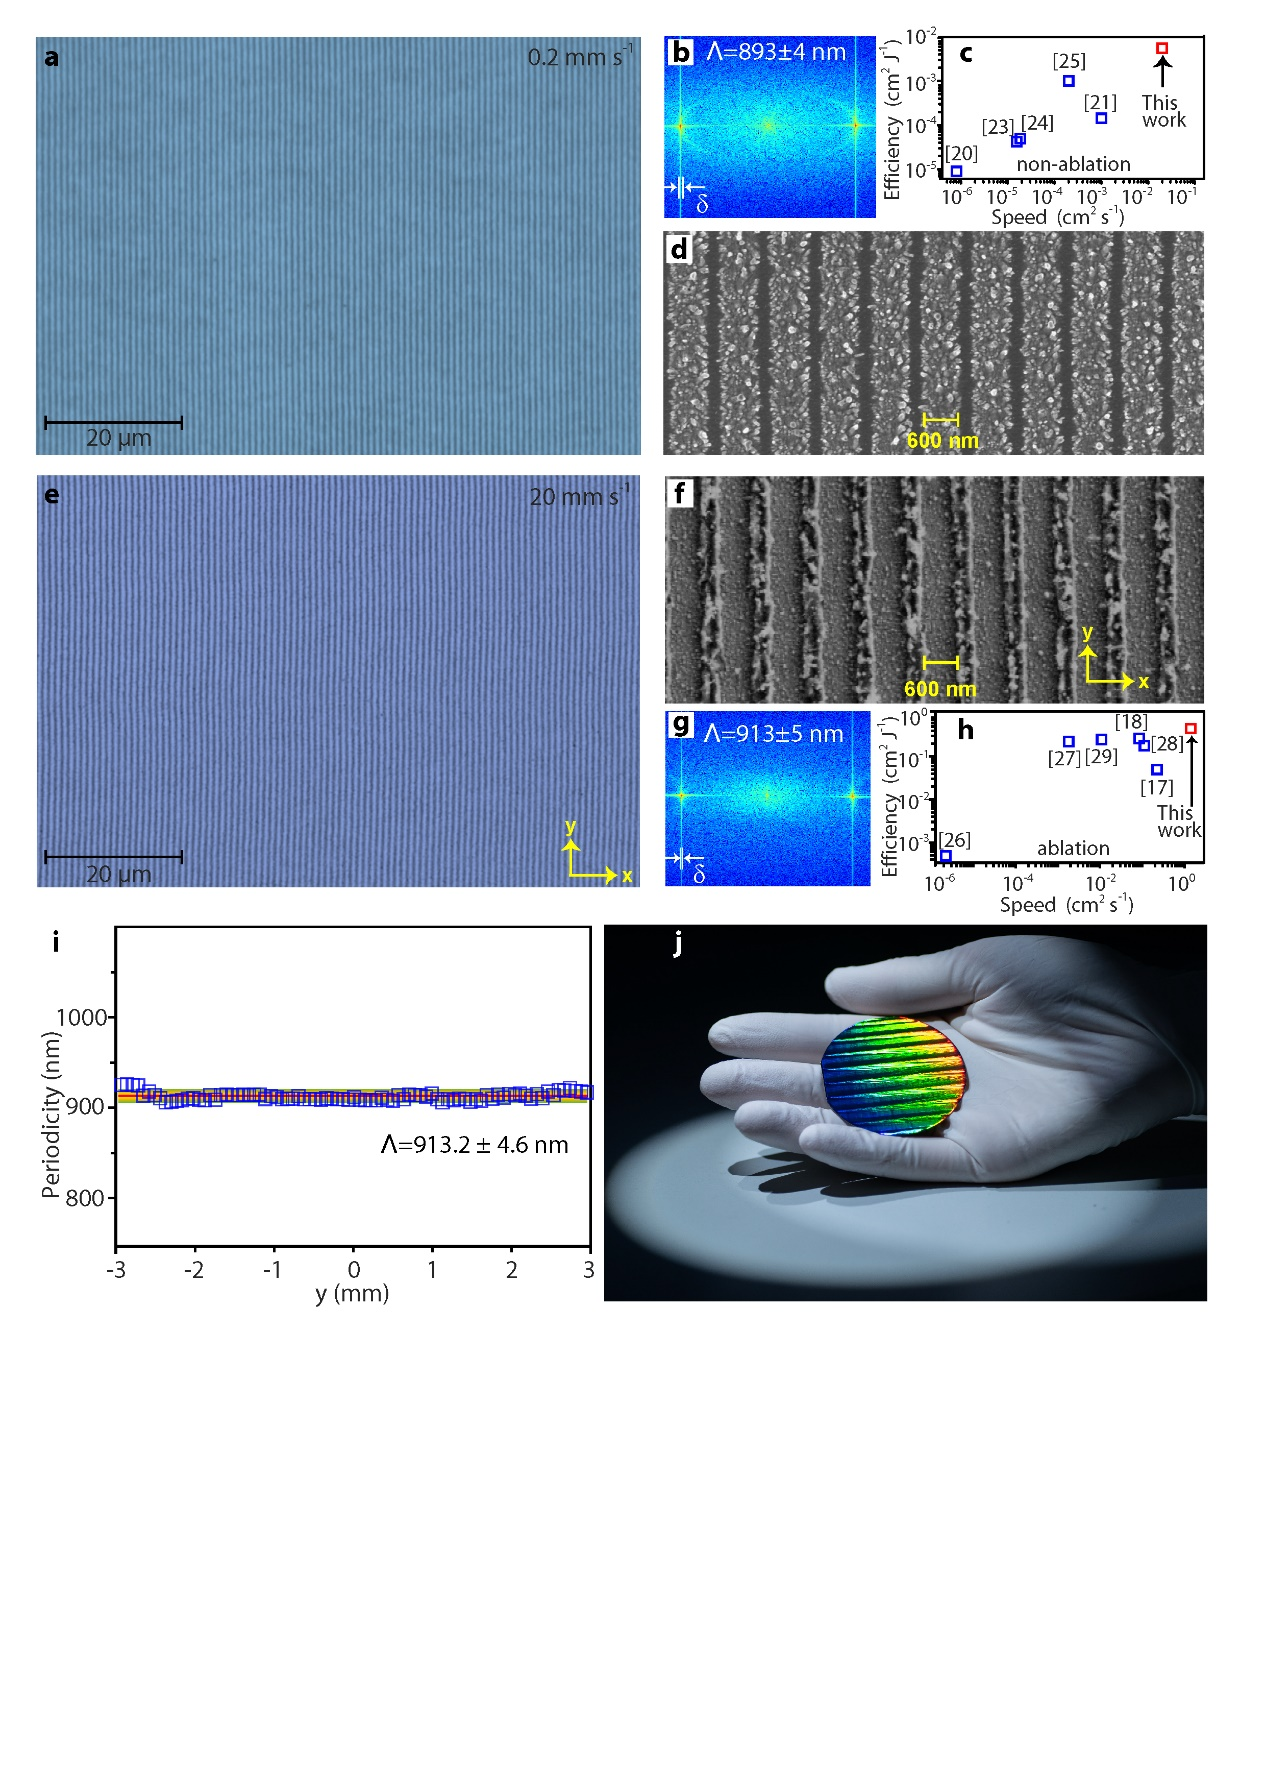 a
0.2 mm s⁻¹
20 μm
b
Λ=893±4 nm
δ
c
Efficiency (cm² J⁻¹)
10⁻²
10⁻³
10⁻⁴
10⁻⁵
[25]
[21]
[23]
[24]
[20]
This
work
non-ablation
10⁻⁶ 10⁻⁵ 10⁻⁴ 10⁻³ 10⁻² 10⁻¹
Speed (cm² s⁻¹)
d
600 nm
e
20 mm s⁻¹
20 μm
y
x
f
y
x
600 nm
g
Λ=913±5 nm
δ
h
Efficiency (cm² J⁻¹)
10⁰
10⁻¹
10⁻²
10⁻³
[18]
[28]
[27]
[29]
[17]
This
work
[26]
ablation
10⁻⁶ 10⁻⁴ 10⁻² 10⁰
Speed (cm² s⁻¹)
i
Periodicity (nm)
1000
900
800
Λ=913.2 ± 4.6 nm
-3 -2 -1 0 1 2 3
y (mm)
j